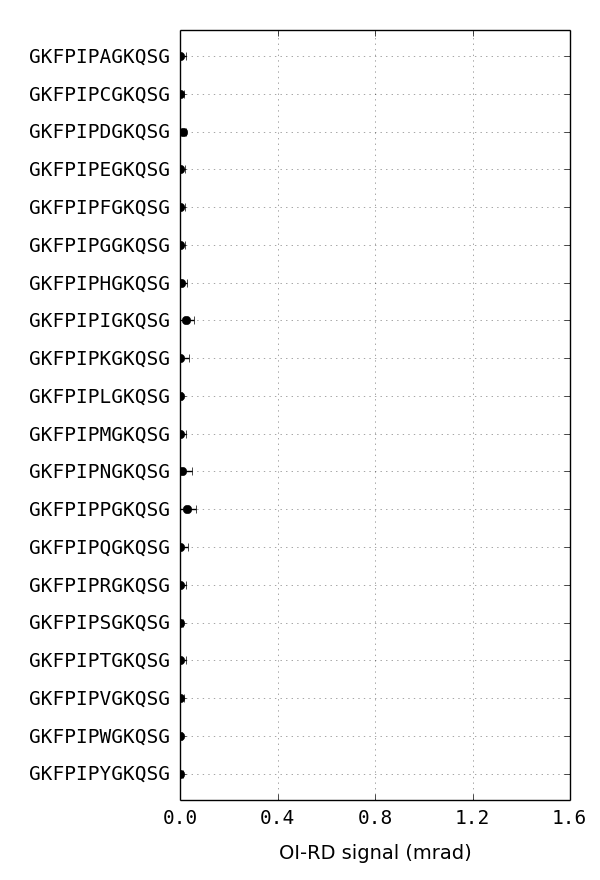 GKFPIPAGKQSG
GKFPIPCGKQSG
GKFPIPDGKQSG
GKFPIPEGKQSG
GKFPIPFGKQSG
GKFPIPGGKQSG
GKFPIPHGKQSG
GKFPIPIGKQSG
GKFPIPKGKQSG
GKFPIPLGKQSG
GKFPIPMGKQSG
GKFPIPNGKQSG
GKFPIPPGKQSG
GKFPIPQGKQSG
GKFPIPRGKQSG
GKFPIPSGKQSG
GKFPIPTGKQSG
GKFPIPVGKQSG
GKFPIPWGKQSG
GKFPIPYGKQSG
0.0 0.4 0.8 1.2 1.6
OI-RD signal (mrad)